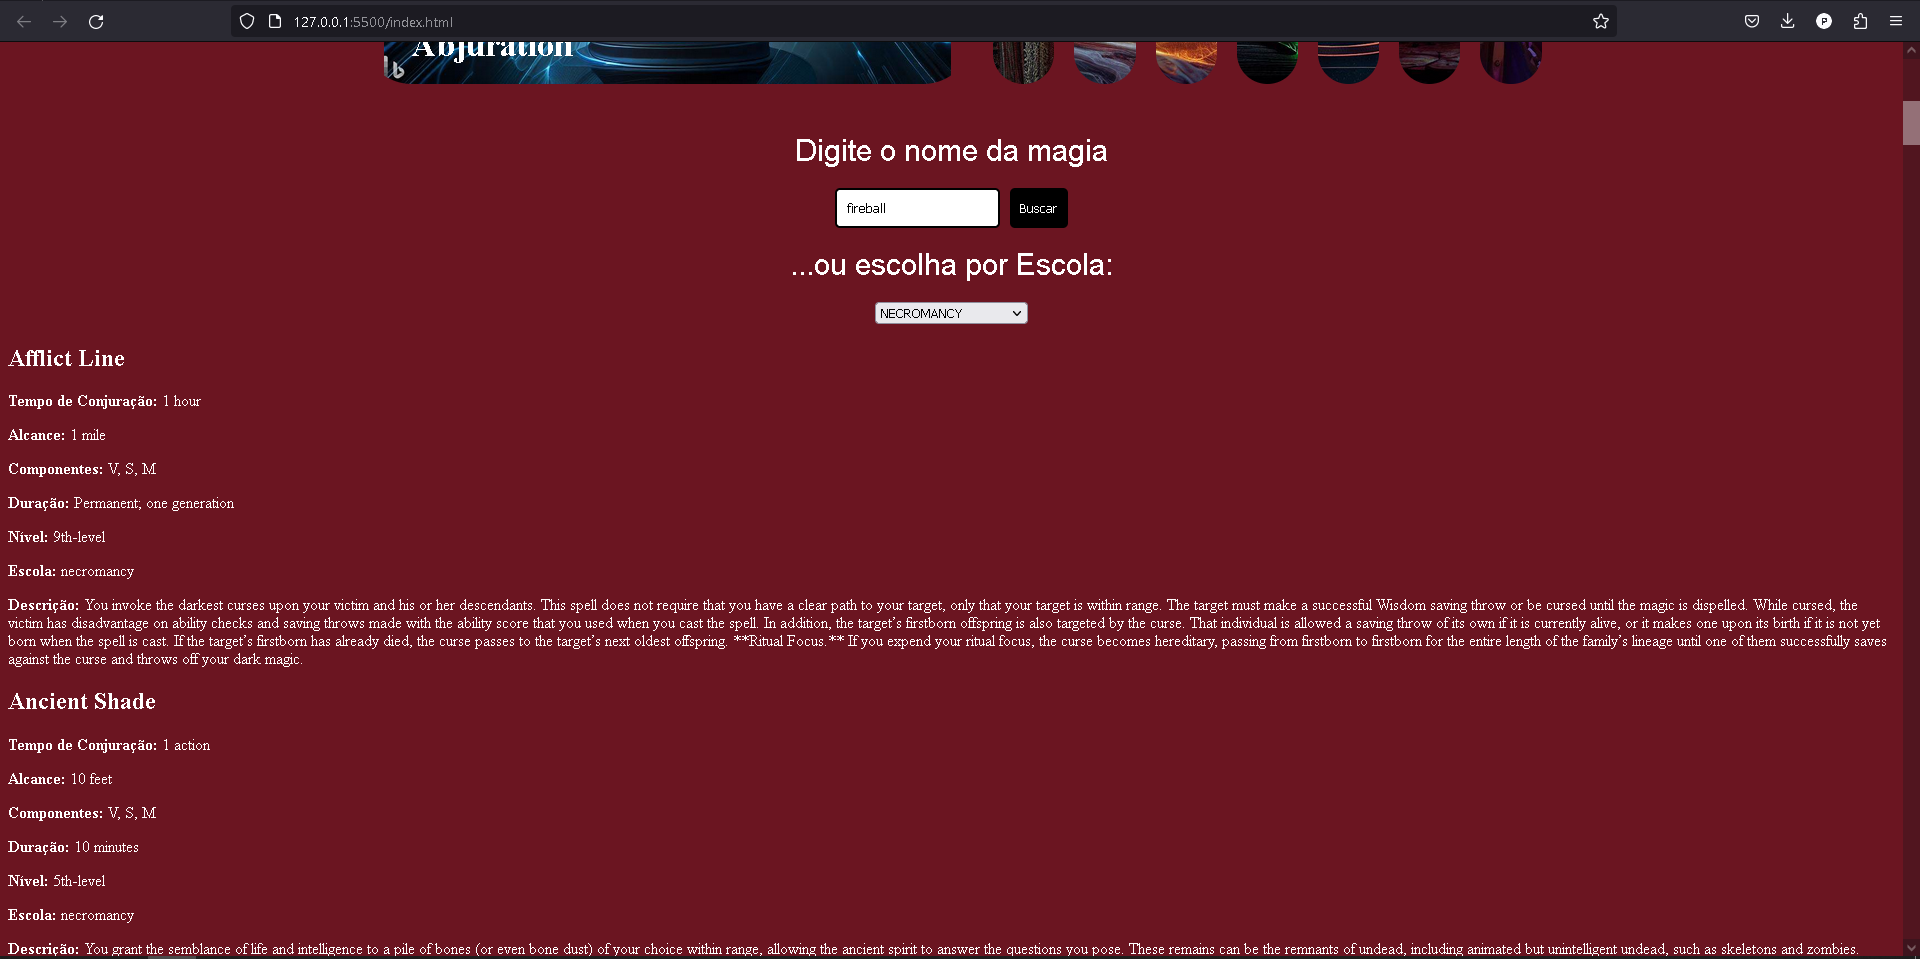 127.0.0.1:5500/index.html
P
Abjuration
b
Digite o nome da magia
fireball
Buscar
...ou escolha por Escola:
NECROMANCY
Afflict Line
Tempo de Conjuração: 1 hour
Alcance: 1 mile
Componentes: V, S, M
Duração: Permanent; one generation
Nível: 9th-level
Escola: necromancy
Descrição: You invoke the darkest curses upon your victim and his or her descendants. This spell does not require that you have a clear path to your target, only that your target is within range. The target must make a successful Wisdom saving throw or be cursed until the magic is dispelled. While cursed, the
victim has disadvantage on ability checks and saving throws made with the ability score that you used when you cast the spell. In addition, the target’s firstborn offspring is also targeted by the curse. That individual is allowed a saving throw of its own if it is currently alive, or it makes one upon its birth if it is not yet
born when the spell is cast. If the target’s firstborn has already died, the curse passes to the target’s next oldest offspring. **Ritual Focus.** If you expend your ritual focus, the curse becomes hereditary, passing from firstborn to firstborn for the entire length of the family’s lineage until one of them successfully saves
against the curse and throws off your dark magic.
Ancient Shade
Tempo de Conjuração: 1 action
Alcance: 10 feet
Componentes: V, S, M
Duração: 10 minutes
Nível: 5th-level
Escola: necromancy
Descrição: You grant the semblance of life and intelligence to a pile of bones (or even bone dust) of your choice within range, allowing the ancient spirit to answer the questions you pose. These remains can be the remnants of undead, including animated but unintelligent undead, such as skeletons and zombies.